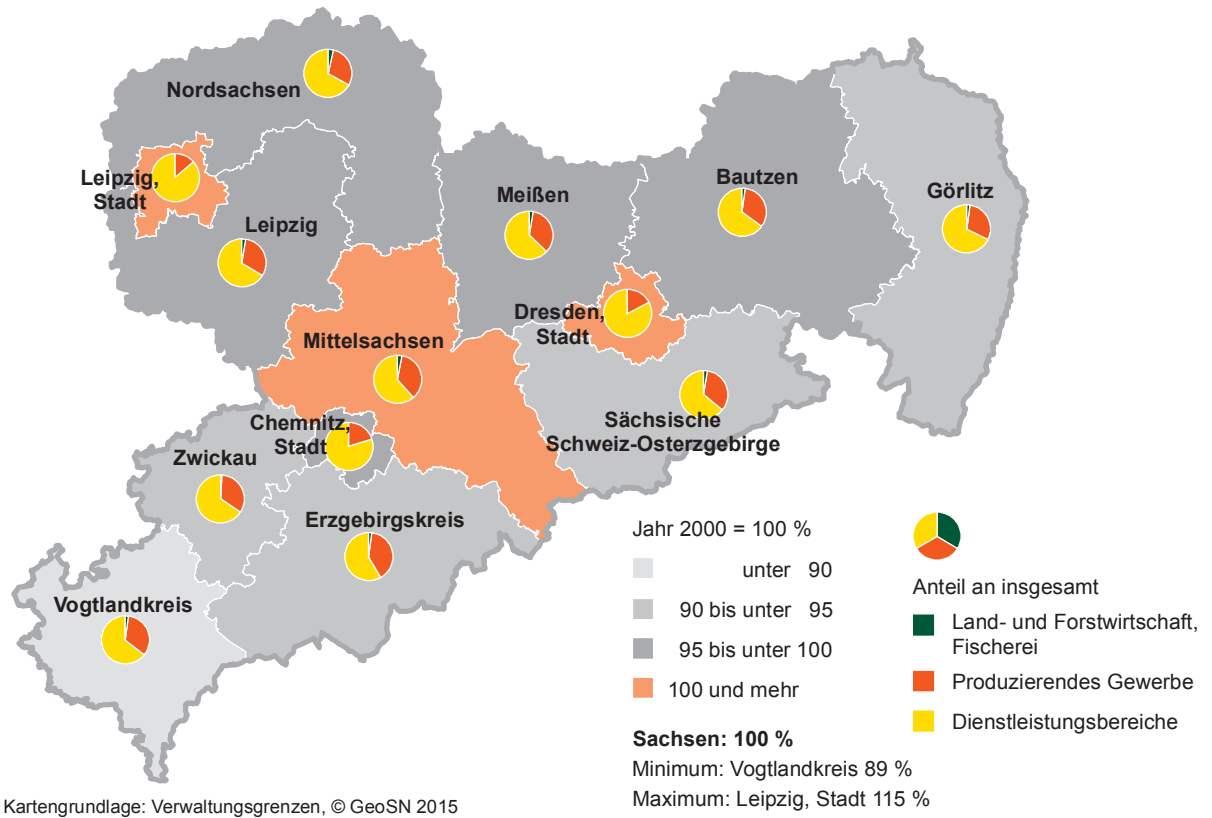 Nordsachsen
Leipzig,
Stadt
Leipzig
Meißen
Bautzen
Görlitz
Dresden,
Stadt
Mittelsachsen
Chemnitz,
Stadt
Sächsische
Schweiz-Osterzgebirge
Zwickau
Erzgebirgskreis
Vogtlandkreis
Jahr 2000 = 100 %
unter 90
90 bis unter 95
95 bis unter 100
100 und mehr
Sachsen: 100 %
Minimum: Vogtlandkreis 89 %
Maximum: Leipzig, Stadt 115 %
Anteil an insgesamt
Land- und Forstwirtschaft,
Fischerei
Produzierendes Gewerbe
Dienstleistungsbereiche
Kartengrundlage: Verwaltungsgrenzen, © GeoSN 2015